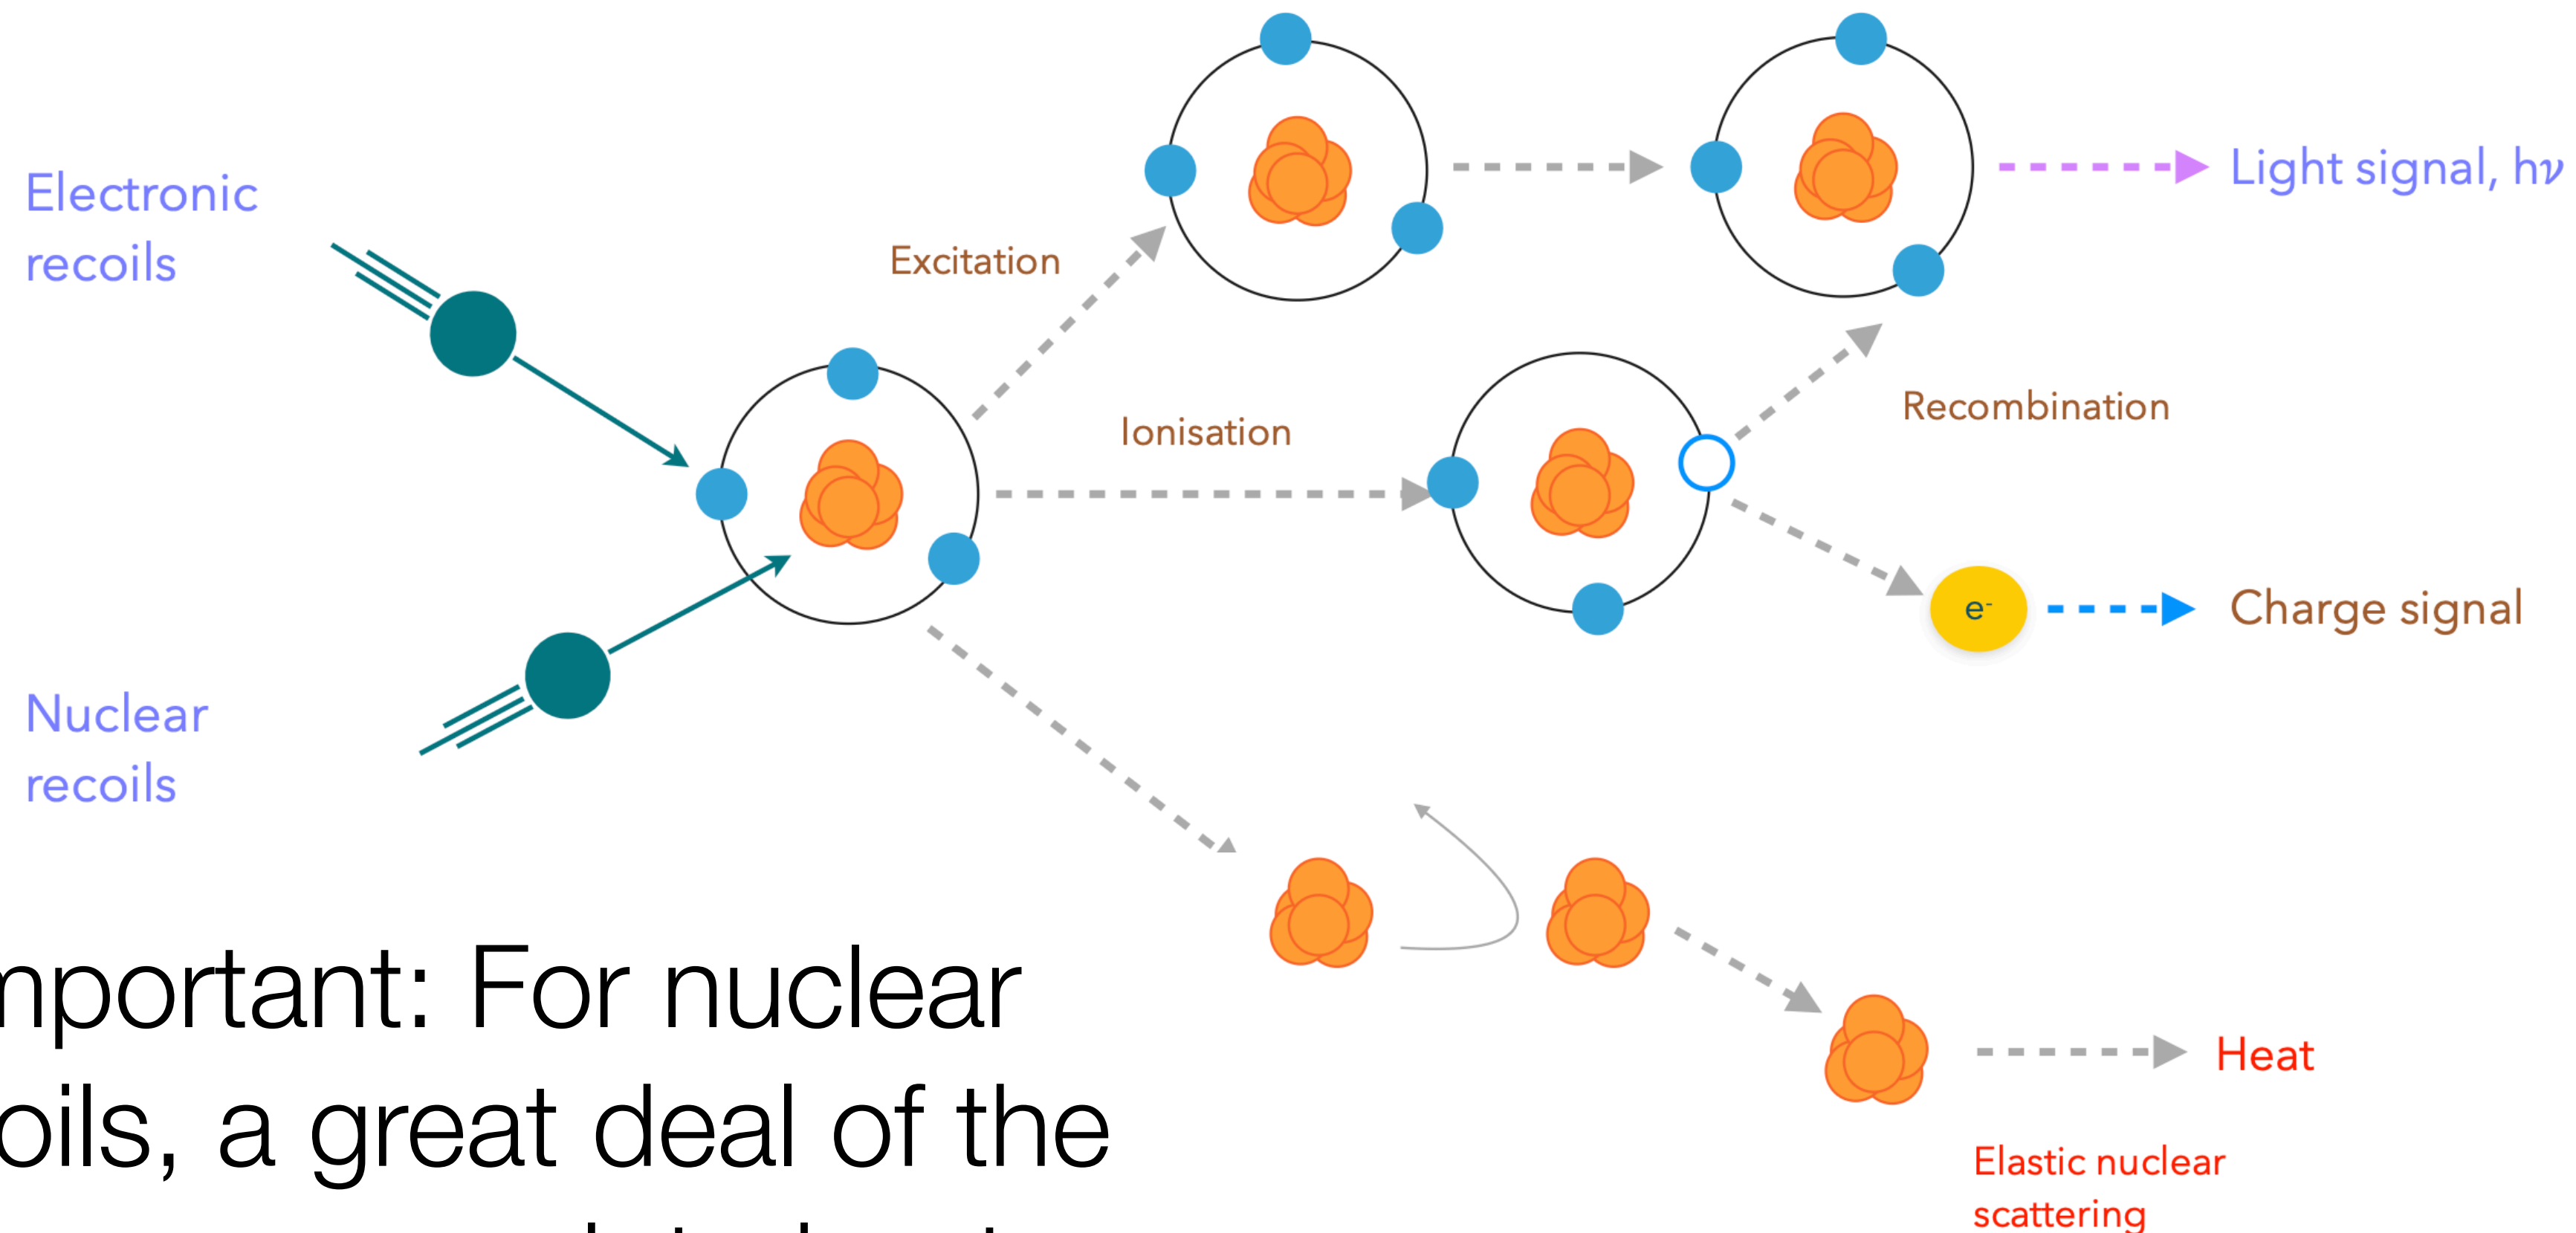 Electronic
recoils
Excitation
Light signal, hν
Ionisation
Recombination
e-
Charge signal
Nuclear
recoils
Heat
Elastic nuclear
scattering
mportant: For nuclear
oils, a great deal of the